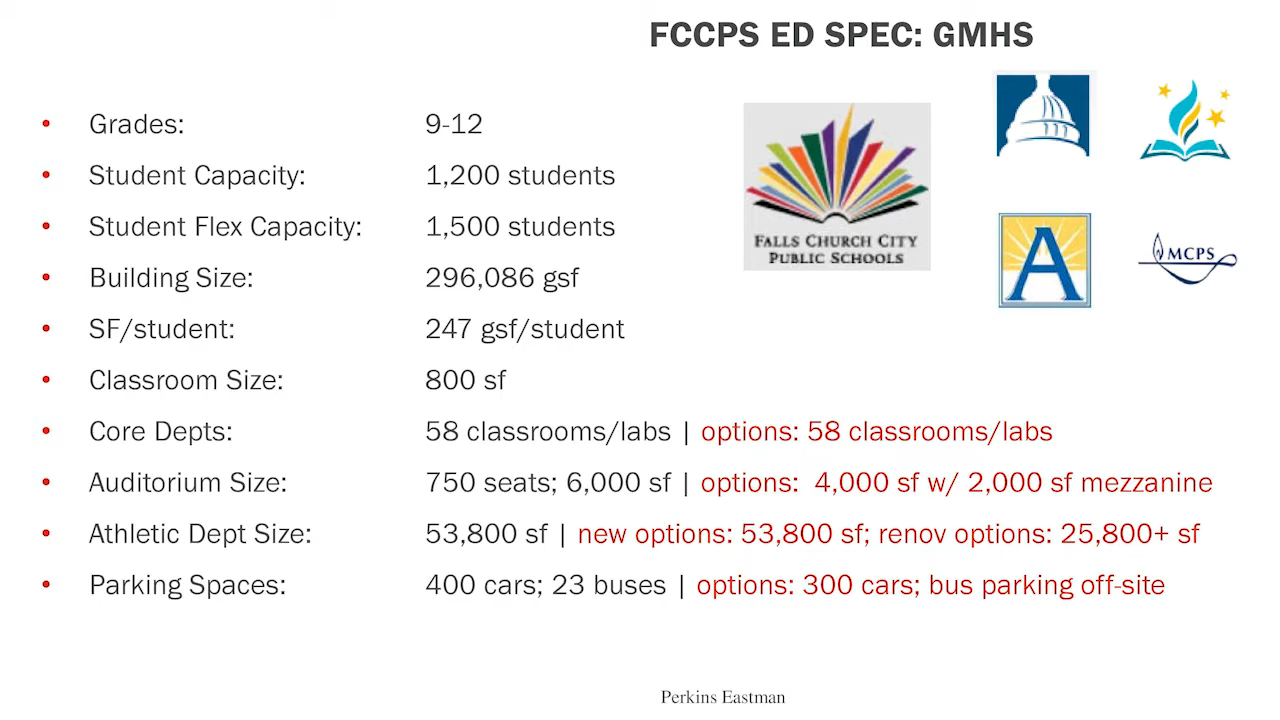 FCCPS ED SPEC: GMHS
• Grades: 9-12
• Student Capacity: 1,200 students
• Student Flex Capacity: 1,500 students
• Building Size: 296,086 gsf
• SF/student: 247 gsf/student
• Classroom Size: 800 sf
• Core Depts: 58 classrooms/labs | options: 58 classrooms/labs
• Auditorium Size: 750 seats; 6,000 sf | options: 4,000 sf w/ 2,000 sf mezzanine
• Athletic Dept Size: 53,800 sf | new options: 53,800 sf; renov options: 25,800+ sf
• Parking Spaces: 400 cars; 23 buses | options: 300 cars; bus parking off-site
FALLS CHURCH CITY
PUBLIC SCHOOLS
A
MCPS
Perkins Eastman